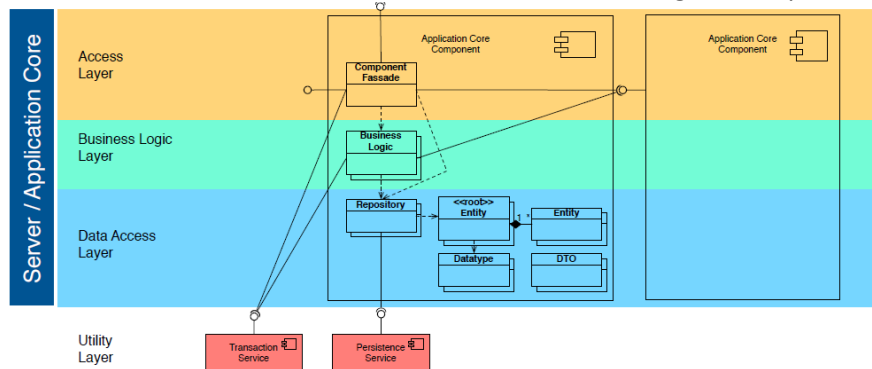 Server / Application Core
Access
Layer
Application Core
Component
Application Core
Component
Component
Fassade
Business Logic
Layer
Business
Logic
Data Access
Layer
Repository
<<root>>
Entity
1 *
Entity
Datatype
DTO
Utility
Layer
Transaction
Service
Persistence
Service